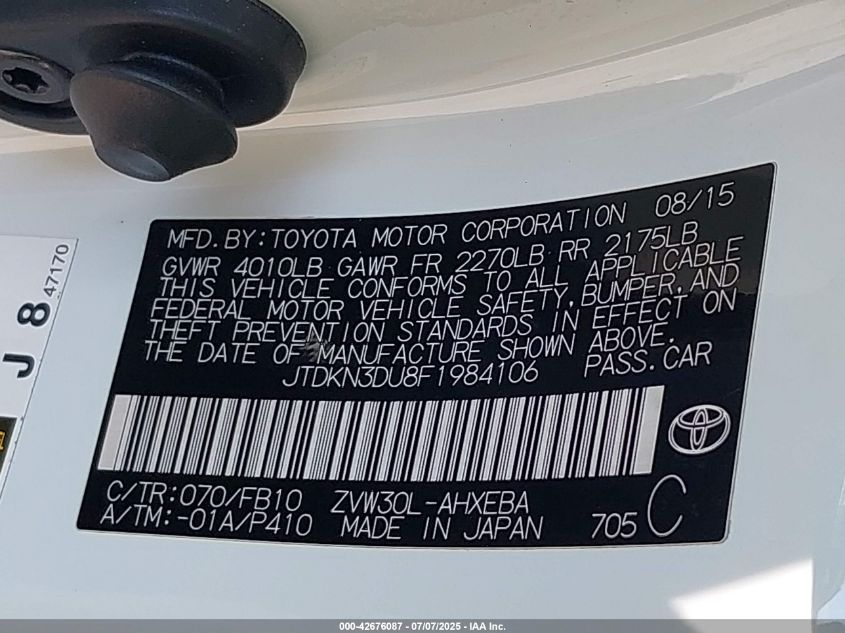 MFD. BY: TOYOTA MOTOR CORPORATION 08/15
GVWR 4010LB GAWR FR 2270LB RR 2175LB
THIS VEHICLE CONFORMS TO ALL APPLICABLE
FEDERAL MOTOR VEHICLE SAFETY, BUMPER, AND
THEFT PREVENTION STANDARDS IN EFFECT ON
THE DATE OF MANUFACTURE SHOWN ABOVE.
JTDKN3DU8F1984106 PASS. CAR
C/TR: 070/FB10 ZVW30L-AHXEBA
A/TM: -01A/P410 MADE IN JAPAN 705 C
J 8
47170
000-42676087 - 07/07/2025 - IAA Inc.